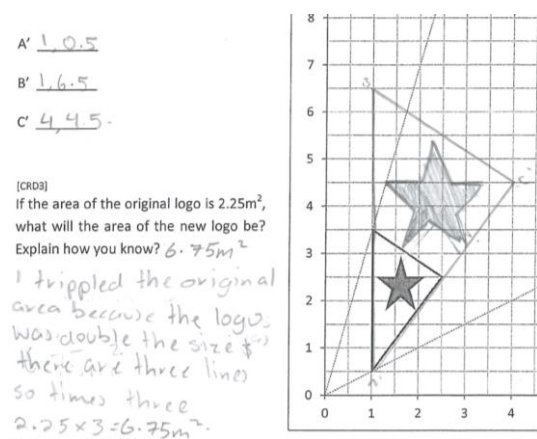 A' 1, 0.5
B' 1, 6.5
C' 4, 4.5.
[CRD3]
If the area of the original logo is 2.25m²,
what will the area of the new logo be?
Explain how you know? 6.75m²
I trippled the original
area because the logo
was double the size $
there are three lines
so times three
2.25 x 3 = 6.75m².
8
7
6
5
4
3
2
1
0
0 1 2 3 4